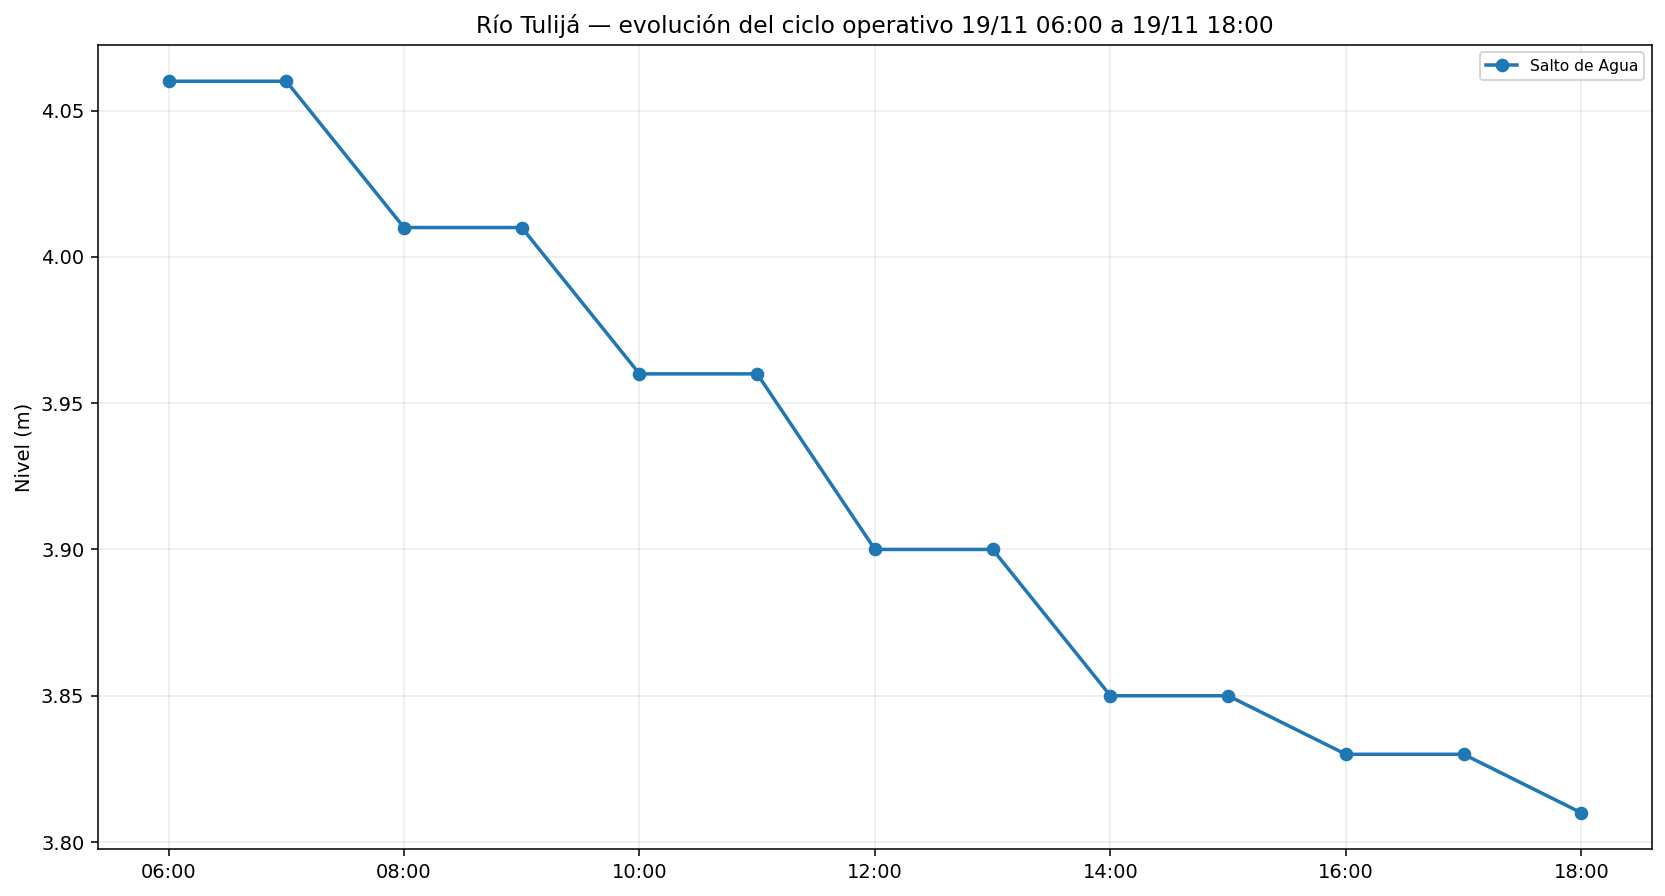 Río Tulijá — evolución del ciclo operativo 19/11 06:00 a 19/11 18:00
Salto de Agua
Nivel (m)
4.05
4.00
3.95
3.90
3.85
3.80
06:00 08:00 10:00 12:00 14:00 16:00 18:00